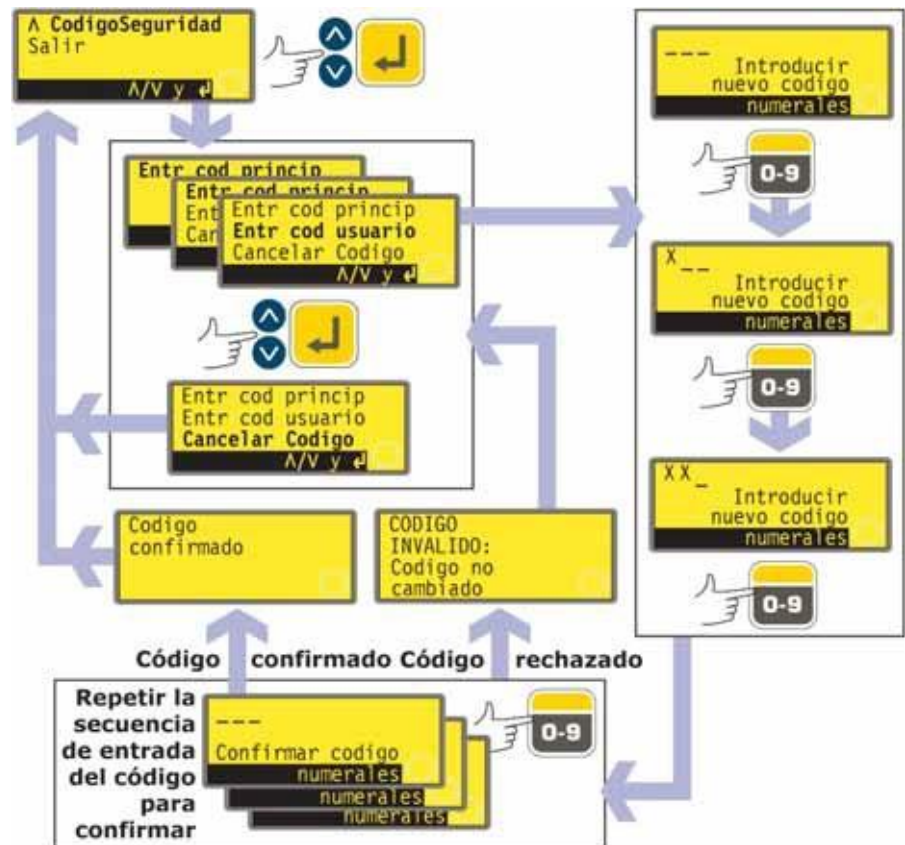 Λ CodigoSeguridad
Salir
Λ/V y ↵
Entr cod princip
Entr cod princip
Ent
Can
Entr cod princip
Entr cod usuario
Cancelar Codigo
Λ/V y ↵
Entr cod princip
Entr cod usuario
Cancelar Codigo
Λ/V y ↵
Codigo
confirmado
CODIGO
INVALIDO:
Codigo no
cambiado
Código confirmado
Código rechazado
Repetir la
secuencia
de entrada
del código
para
confirmar
---
Confirmar codigo
numerales
numerales
numerales
0-9
---
Introducir
nuevo codigo
numerales
0-9
X__
Introducir
nuevo codigo
numerales
0-9
XX_
Introducir
nuevo codigo
numerales
0-9